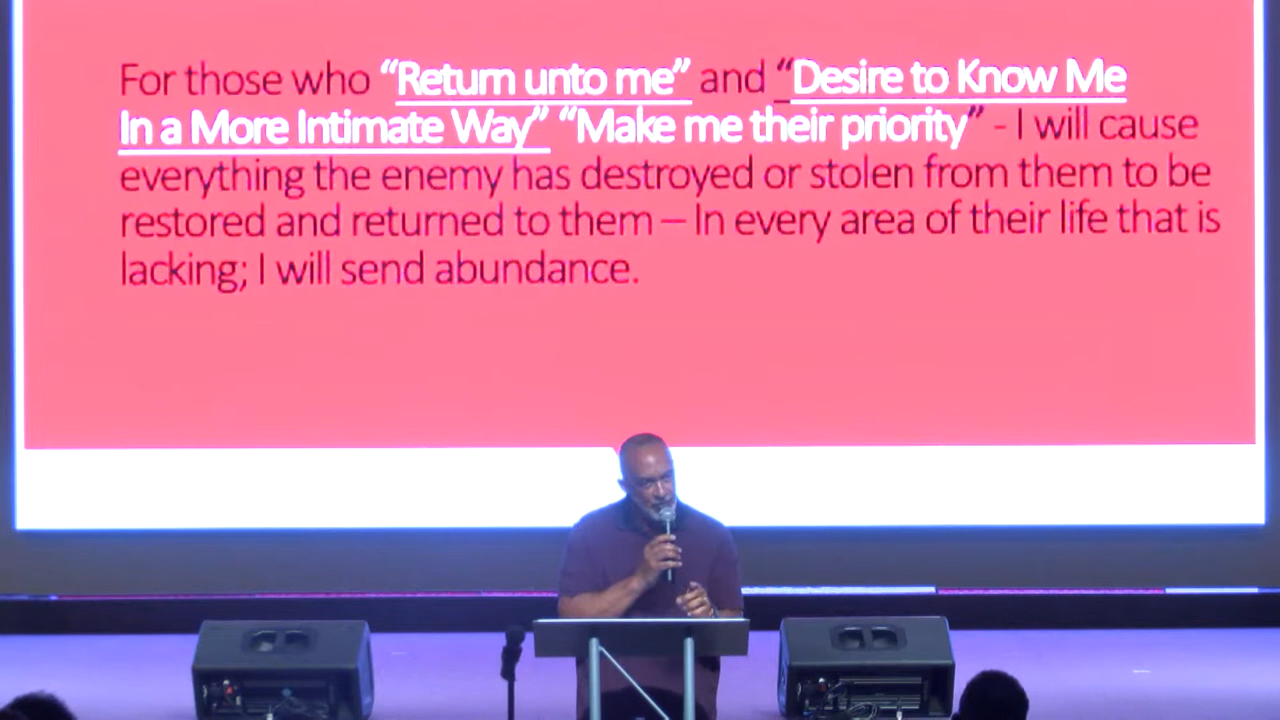 For those who “Return unto me” and “Desire to Know Me
In a More Intimate Way” “Make me their priority” - I will cause
everything the enemy has destroyed or stolen from them to be
restored and returned to them – In every area of their life that is
lacking; I will send abundance.